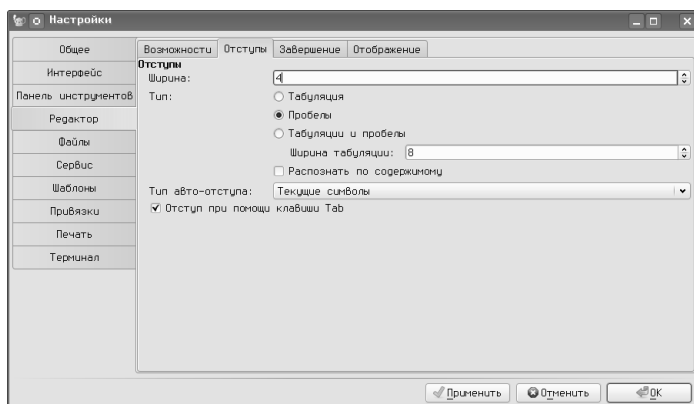 Настройки
Общее
Интерфейс
Панель инструментов
Редактор
Файлы
Сервис
Шаблоны
Привязки
Печать
Терминал
Возможности Отступы Завершение Отображение
Отступы
Ширина: 4
Тип: Табуляция
Пробелы
Табуляции и пробелы
Ширина табуляции: 8
Распознать по содержимому
Тип авто-отступа: Текущие символы
Отступ при помощи клавиши Tab
Применить Отменить OK